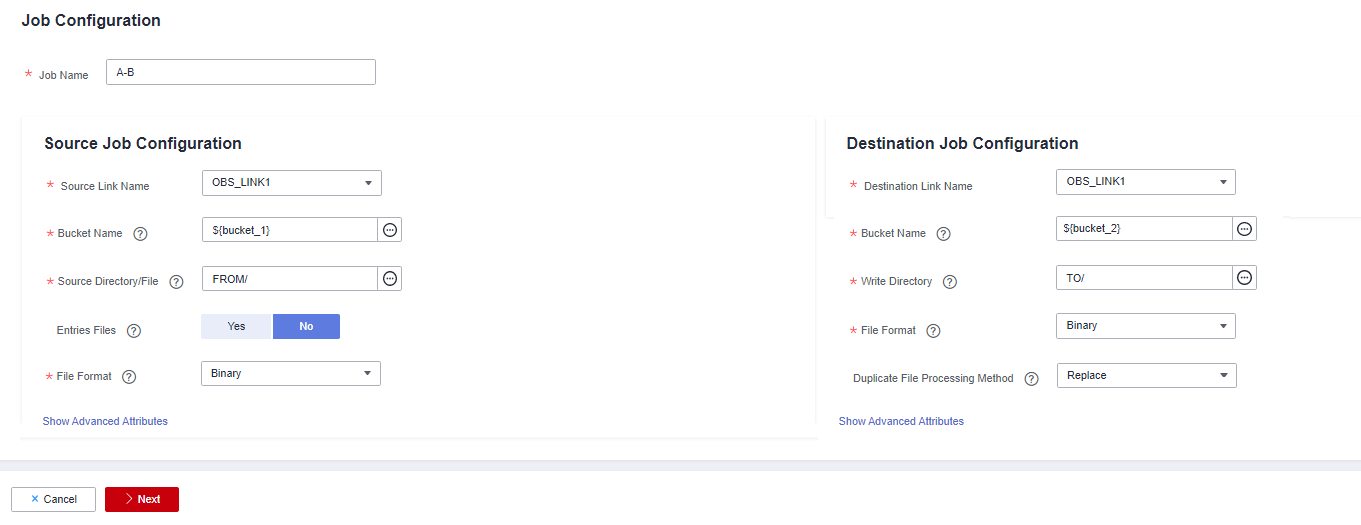 Job Configuration
* Job Name A-B
Source Job Configuration
* Source Link Name OBS_LINK1
* Bucket Name ? ${bucket_1}
* Source Directory/File ? FROM/
Entries Files ? Yes No
* File Format ? Binary
Show Advanced Attributes
Destination Job Configuration
* Destination Link Name OBS_LINK1
* Bucket Name ? ${bucket_2}
* Write Directory ? TO/
* File Format ? Binary
Duplicate File Processing Method ? Replace
Show Advanced Attributes
× Cancel > Next